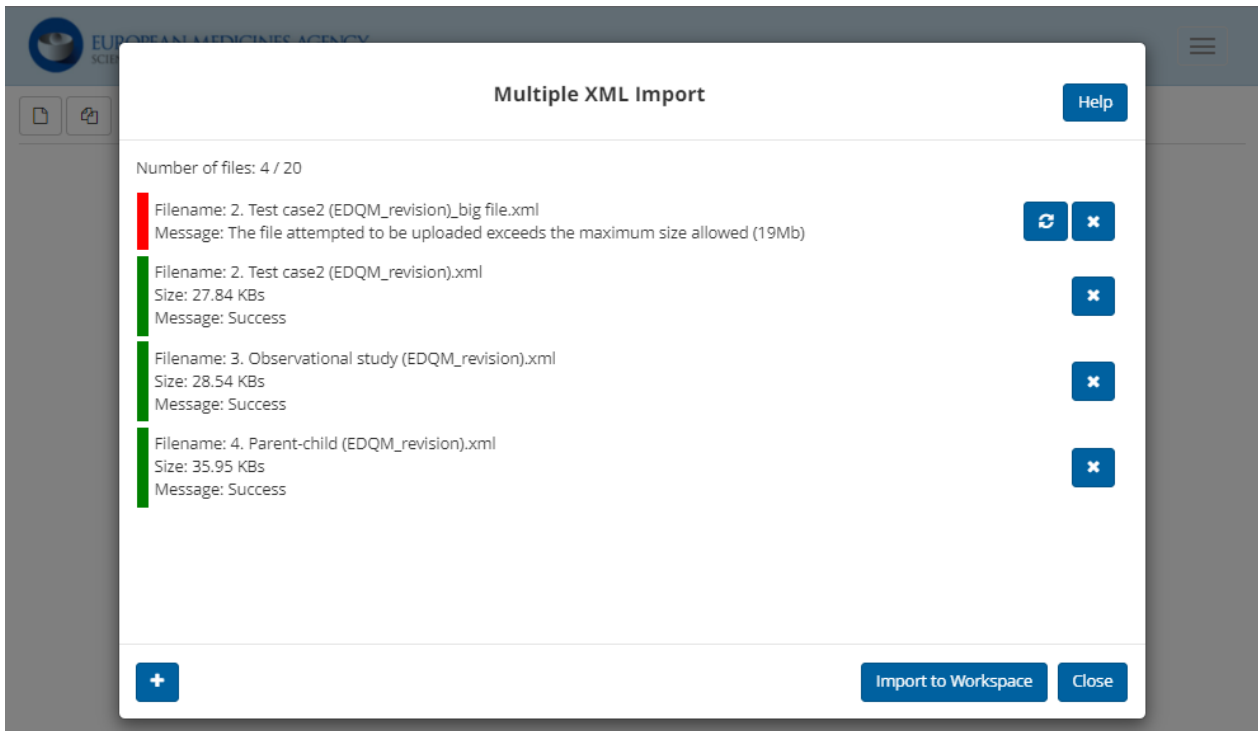 Multiple XML Import
Help
Number of files: 4 / 20
Filename: 2. Test case2 (EDQM_revision)_big file.xml
Message: The file attempted to be uploaded exceeds the maximum size allowed (19Mb)
Filename: 2. Test case2 (EDQM_revision).xml
Size: 27.84 KBs
Message: Success
Filename: 3. Observational study (EDQM_revision).xml
Size: 28.54 KBs
Message: Success
Filename: 4. Parent-child (EDQM_revision).xml
Size: 35.95 KBs
Message: Success
Import to Workspace
Close